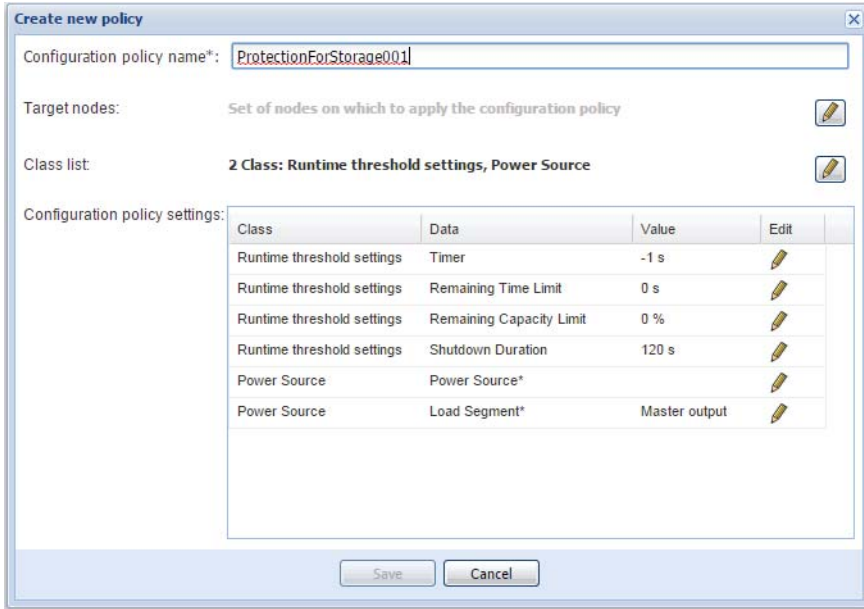 Create new policy
Configuration policy name*: ProtectionForStorage001
Target nodes: Set of nodes on which to apply the configuration policy
Class list: 2 Class: Runtime threshold settings, Power Source
Configuration policy settings:
Class Data Value Edit
Runtime threshold settings Timer -1 s
Runtime threshold settings Remaining Time Limit 0 s
Runtime threshold settings Remaining Capacity Limit 0 %
Runtime threshold settings Shutdown Duration 120 s
Power Source Power Source*
Power Source Load Segment* Master output
Save Cancel